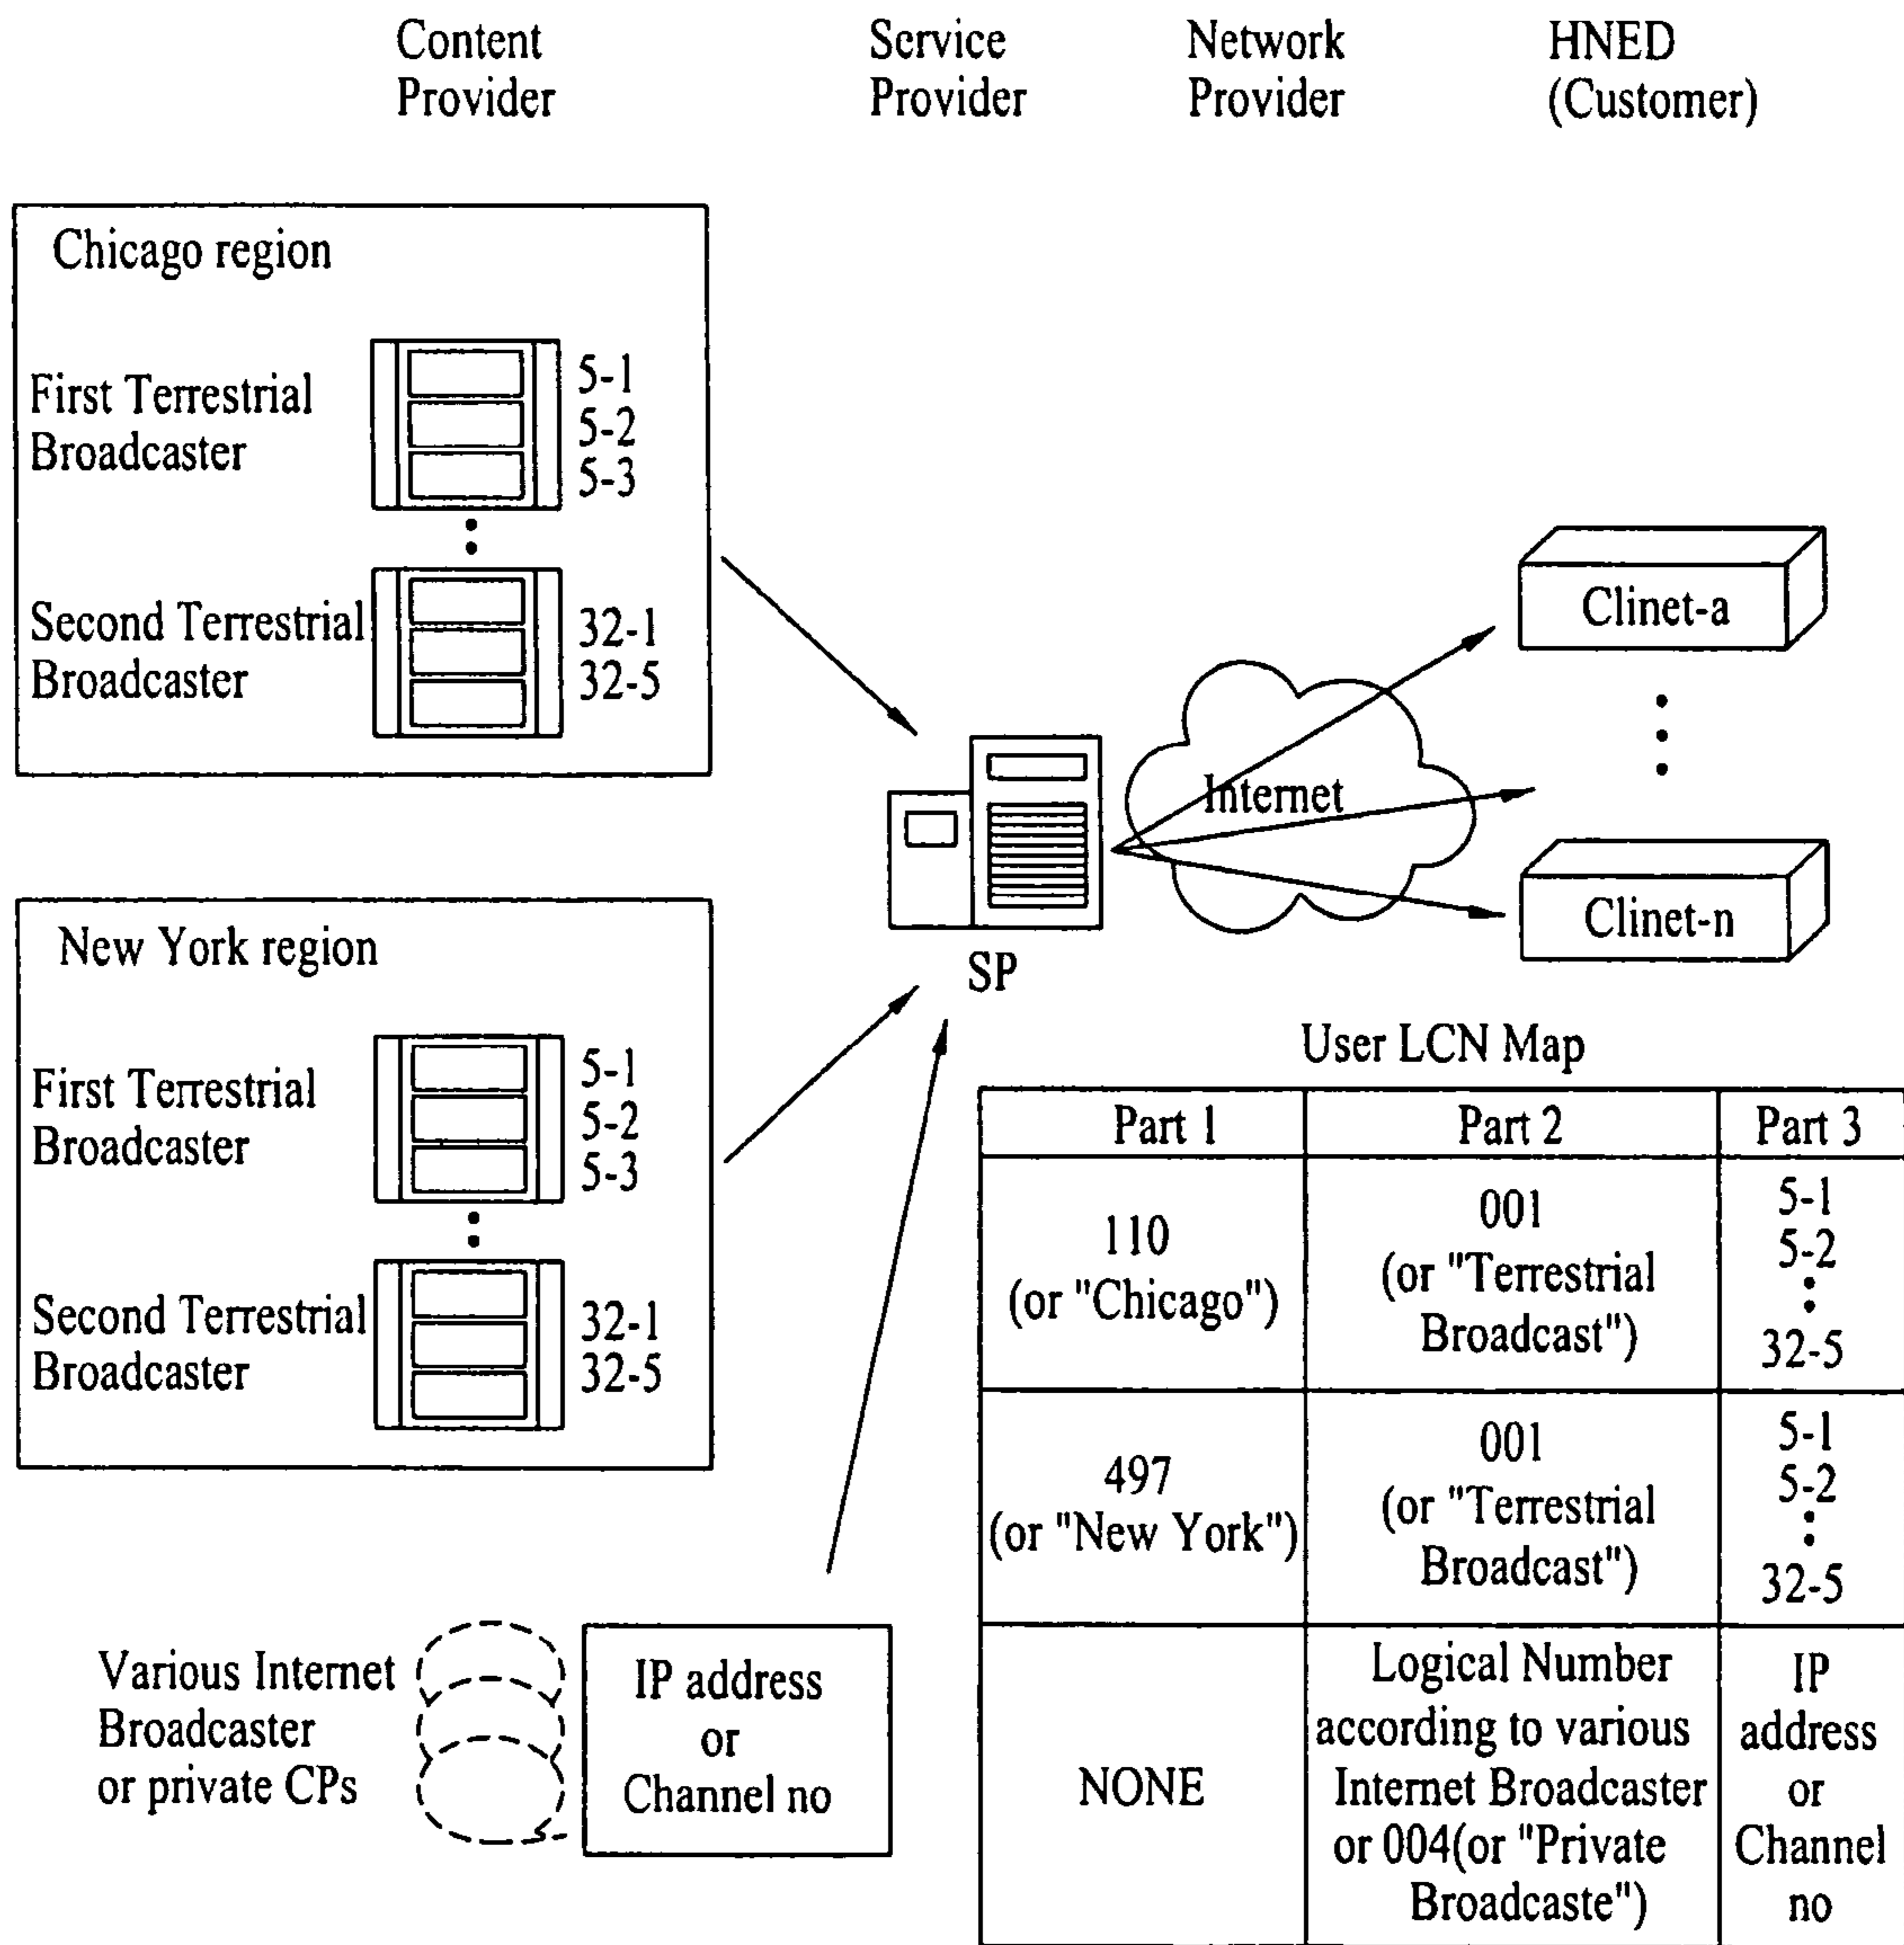 Content
Provider
Service
Provider
Network
Provider
HNED
(Customer)
Chicago region
First Terrestrial
Broadcaster
5-1
5-2
5-3
Second Terrestrial
Broadcaster
32-1
32-5
New York region
First Terrestrial
Broadcaster
5-1
5-2
5-3
Second Terrestrial
Broadcaster
32-1
32-5
Various Internet
Broadcaster
or private CPs
IP address
or
Channel no
SP
Internet
Clinet-a
Clinet-n
User LCN Map
Part 1
Part 2
Part 3
110
(or "Chicago")
001
(or "Terrestrial
Broadcast")
5-1
5-2
32-5
497
(or "New York")
001
(or "Terrestrial
Broadcast")
5-1
5-2
32-5
NONE
Logical Number
according to various
Internet Broadcaster
or 004(or "Private
Broadcaste")
IP
address
or
Channel
no